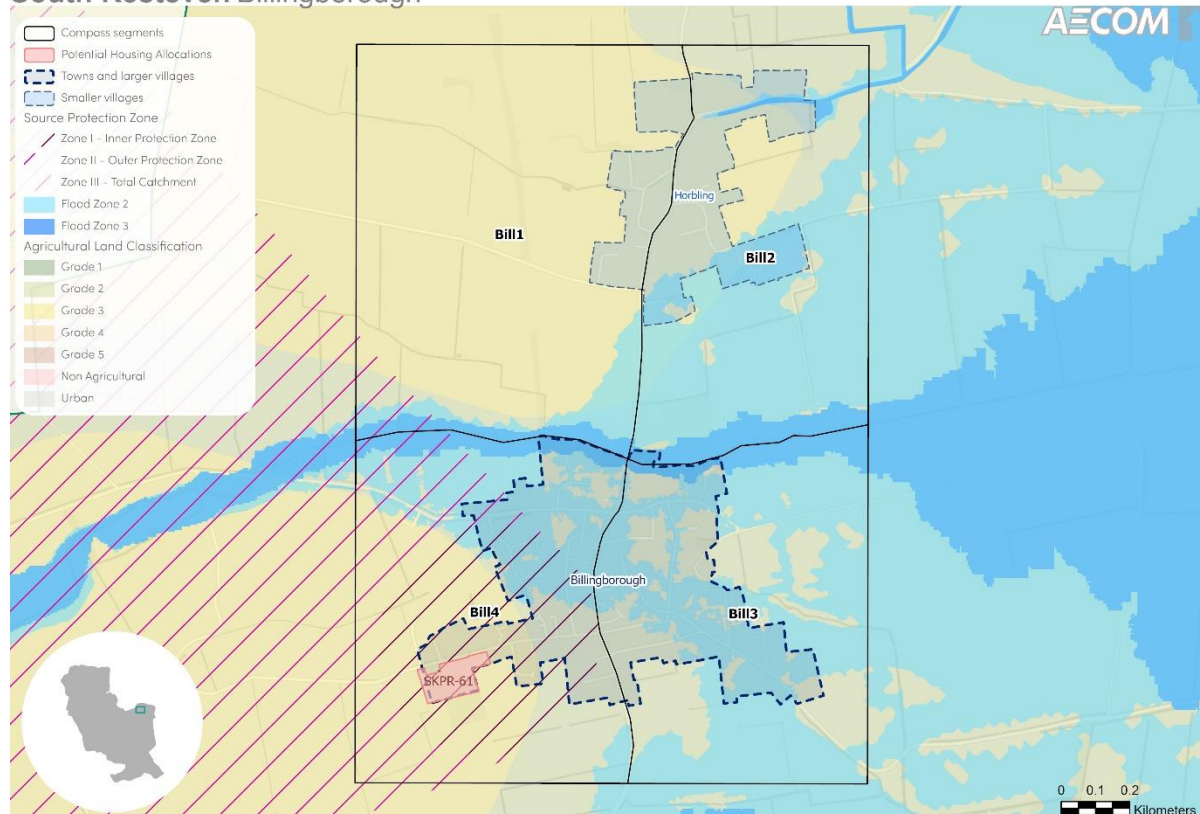 South Kesteven Billingborough
AECOM
Compass segments
Potential Housing Allocations
Towns and larger villages
Smaller villages
Source Protection Zone
Zone I - Inner Protection Zone
Zone II - Outer Protection Zone
Zone III - Total Catchment
Flood Zone 2
Flood Zone 3
Agricultural Land Classification
Grade 1
Grade 2
Grade 3
Grade 4
Grade 5
Non Agricultural
Urban
Horbling
Bill1
Bill2
Billingborough
Bill4
Bill3
SKPR-61
0 0.1 0.2
Kilometers